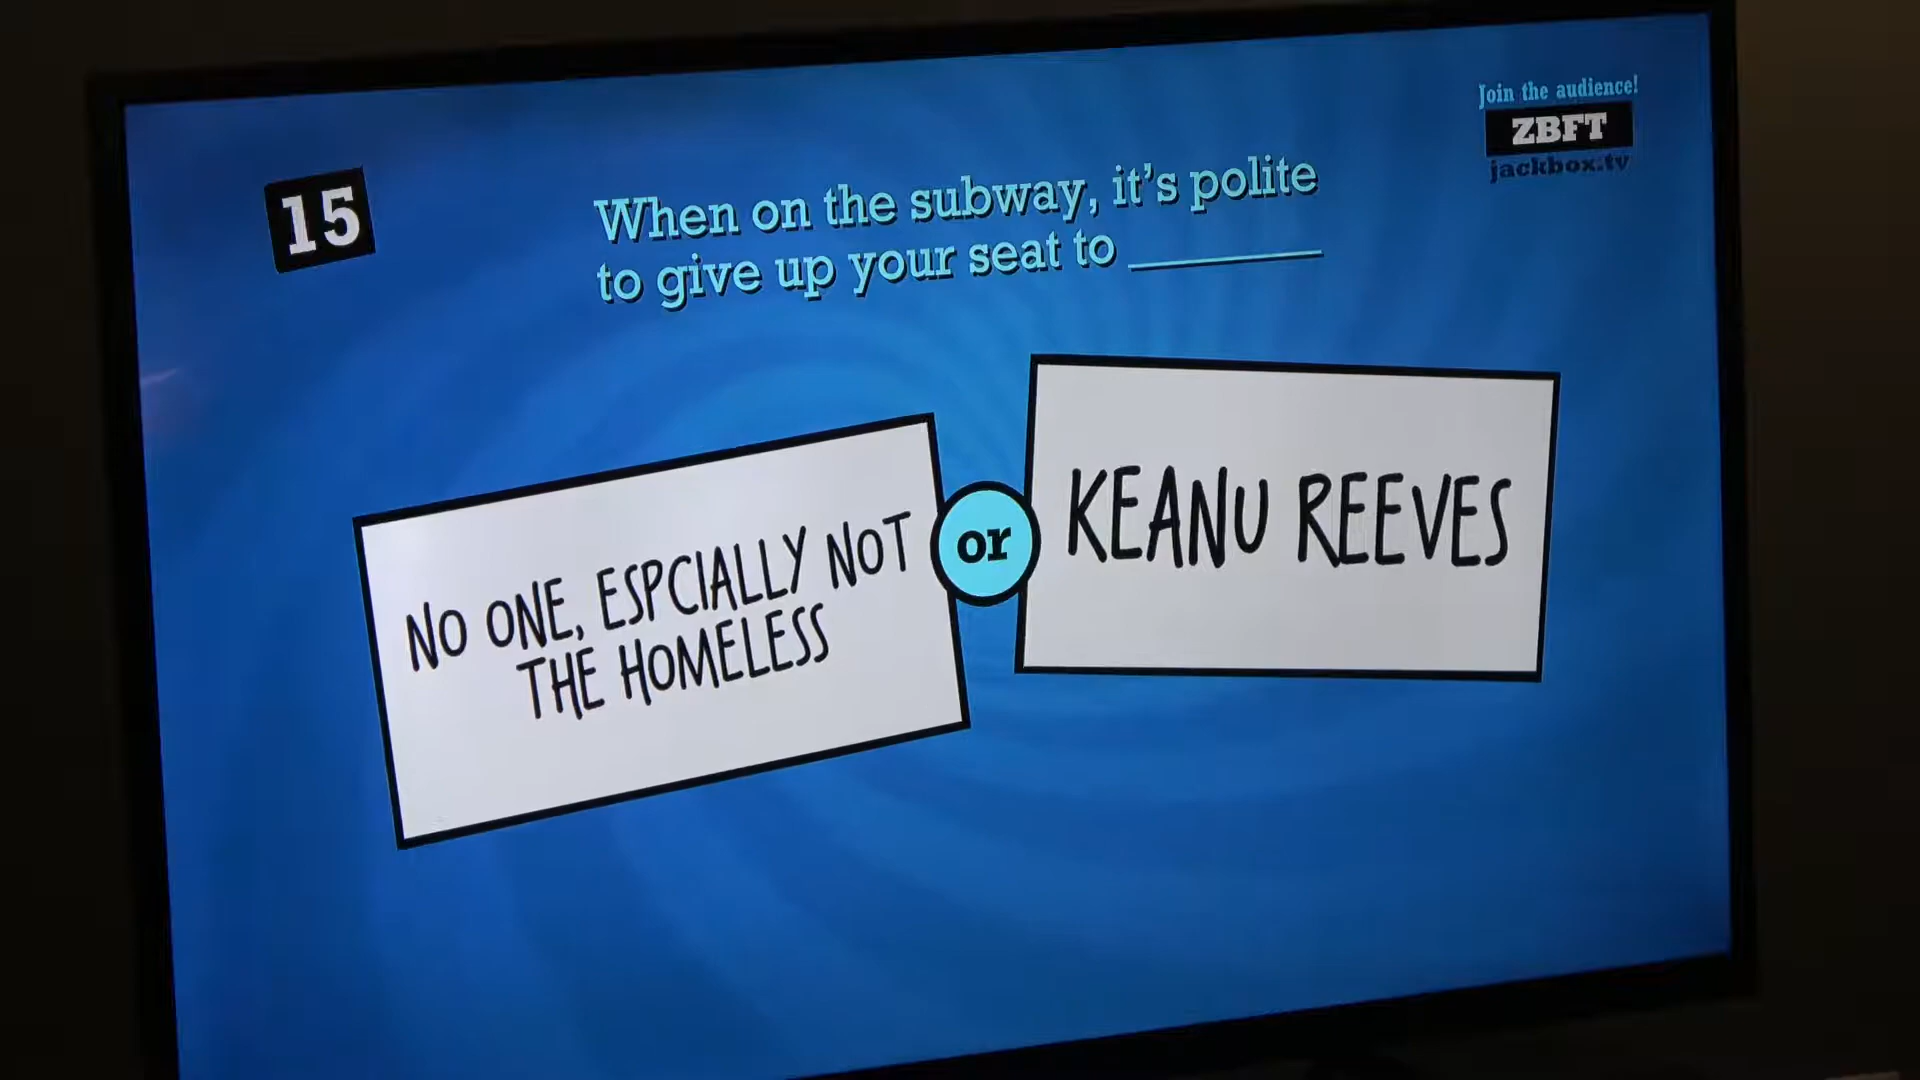 Join the audience!
ZBFT
jackbox.tv
15
When on the subway, it's polite
to give up your seat to ________
NO ONE, ESPCIALLY NOT
THE HOMELESS
or
KEANU REEVES